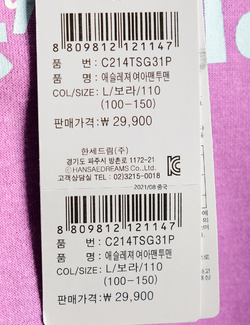 8 809812 121147
품 번 : C214TSG31P
품 명 : 애슬레져 여아맨투맨
COL/SIZE: L/보라/110
(100-150)
판매가격: ₩ 29,900
한세드림(주)
경기도 파주시 방촌로 1172-21
ⓒHANSAEDREAMS Co.,Ltd.
고객상담실 TEL : 02)3215-0018
2021/08 중국
8 809812 121147
품 번 : C214TSG31P
품 명 : 애슬레져 여아맨투맨
COL/SIZE: L/보라/110
(100-150)
판매가격: ₩ 29,900